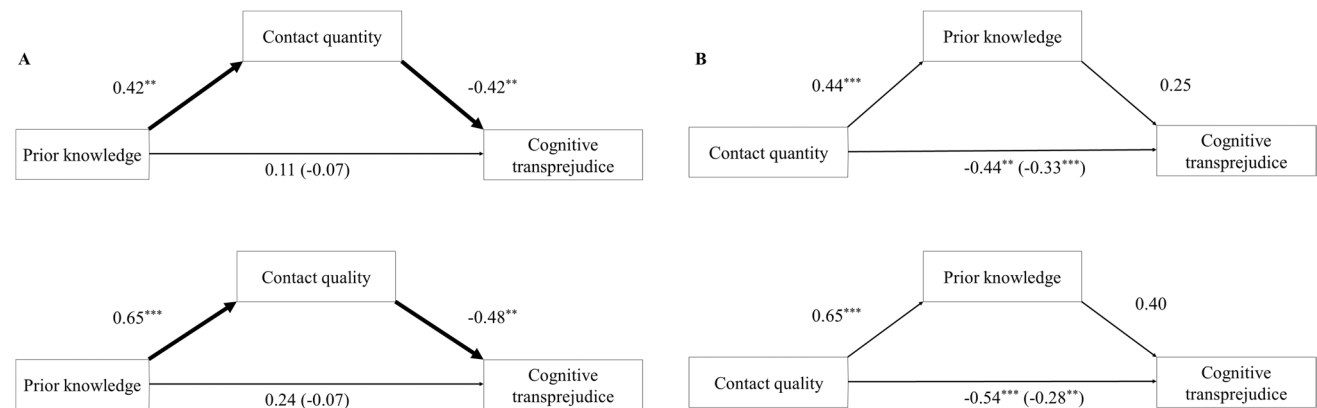 A
Contact quantity
0.42**
-0.42**
Prior knowledge
Cognitive
transprejudice
0.11 (-0.07)
Contact quality
0.65***
-0.48**
Prior knowledge
Cognitive
transprejudice
0.24 (-0.07)
B
Prior knowledge
0.44***
0.25
Contact quantity
Cognitive
transprejudice
-0.44** (-0.33***)
Prior knowledge
0.65***
0.40
Contact quality
Cognitive
transprejudice
-0.54*** (-0.28**)